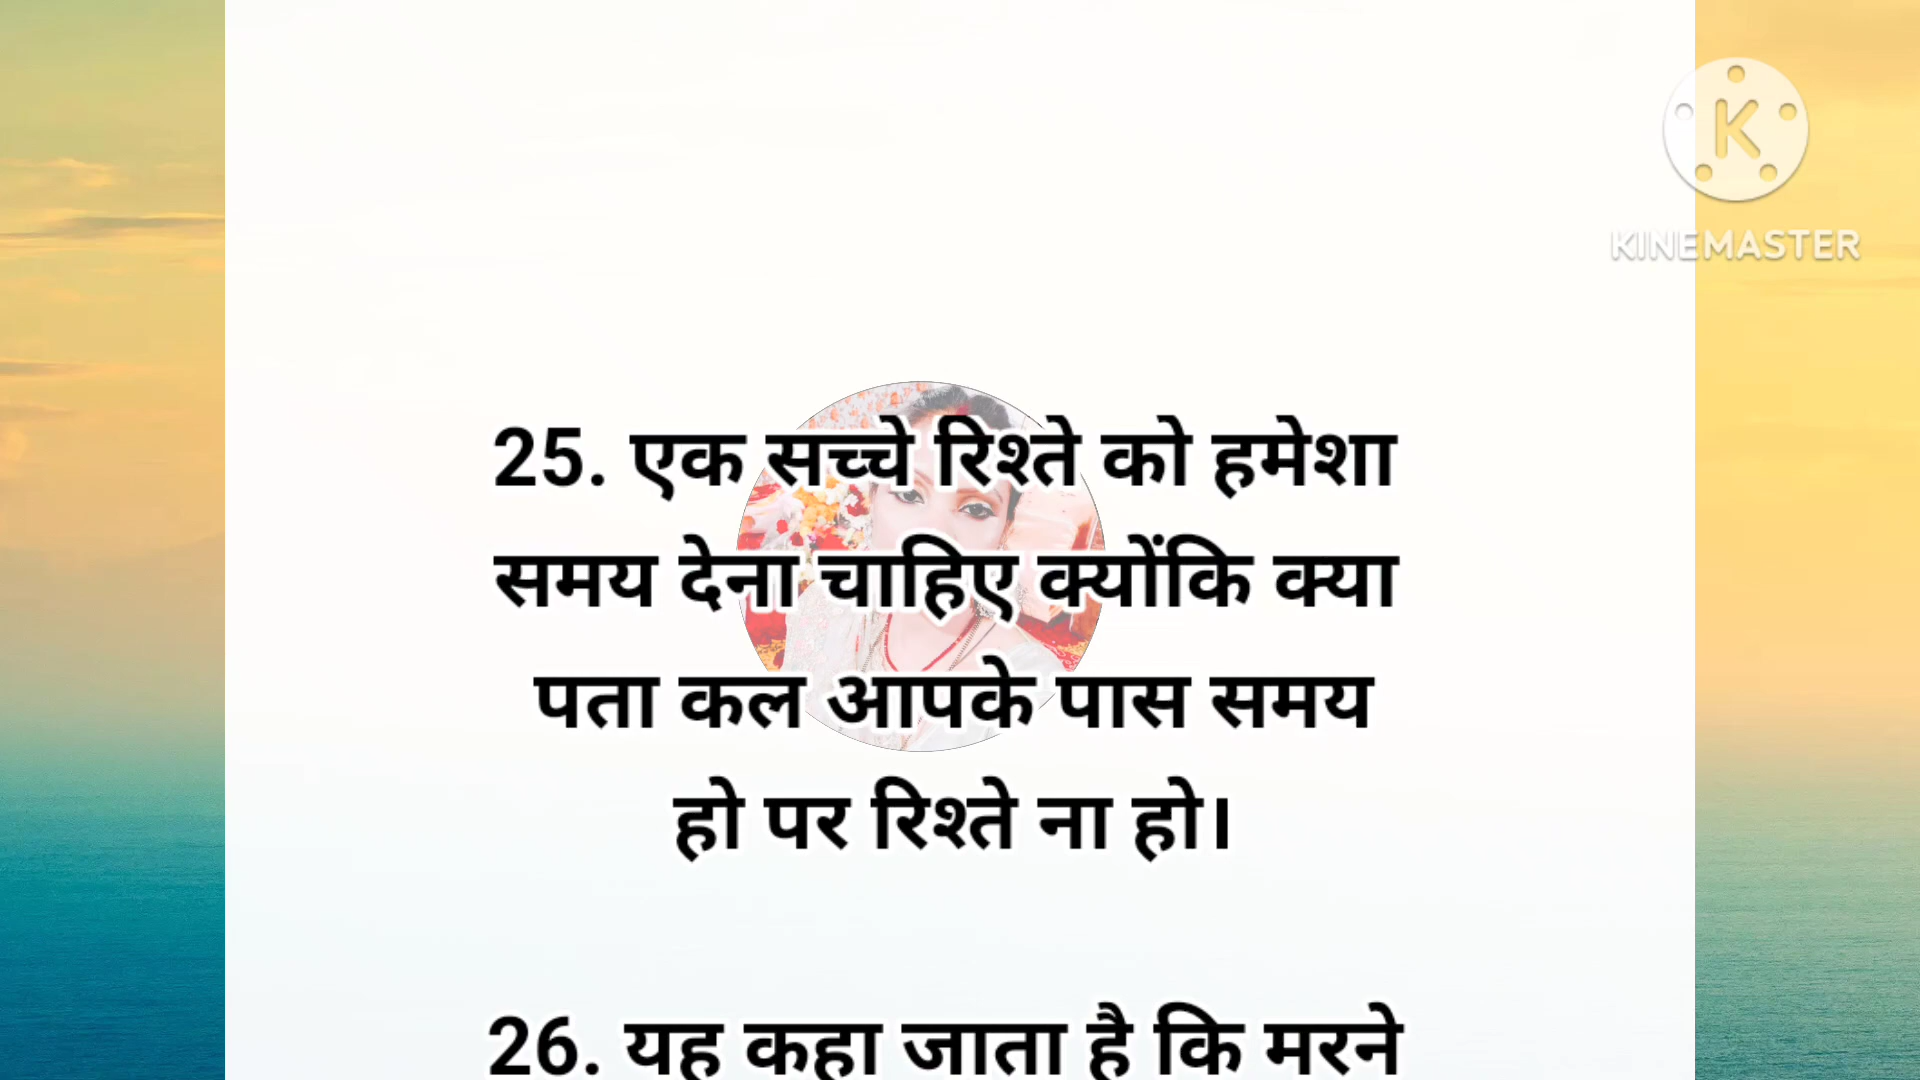 KINEMASTER
25. एक सच्चे रिश्ते को हमेशा
समय देना चाहिए क्योंकि क्या
पता कल आपके पास समय
हो पर रिश्ते ना हो।
26. यह कहा जाता है कि मरने